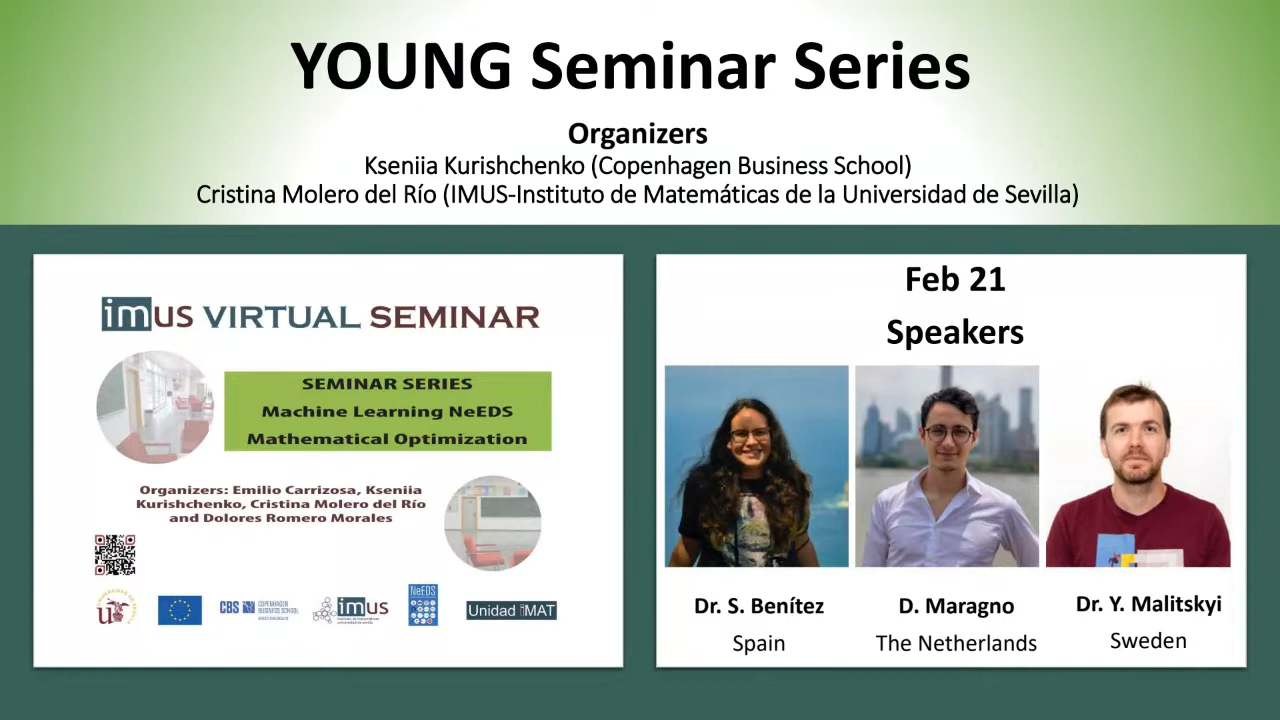 YOUNG Seminar Series
Organizers
Kseniia Kurishchenko (Copenhagen Business School)
Cristina Molero del Río (IMUS-Instituto de Matemáticas de la Universidad de Sevilla)
imus VIRTUAL SEMINAR
SEMINAR SERIES
Machine Learning NeEDS
Mathematical Optimization
Organizers: Emilio Carrizosa, Kseniia
Kurishchenko, Cristina Molero del Río
and Dolores Romero Morales
CBS COPENHAGEN
BUSINESS SCHOOL
imus
NeEDS
Unidad iMAT
Feb 21
Speakers
Dr. S. Benítez
Spain
D. Maragno
The Netherlands
Dr. Y. Malitskyi
Sweden